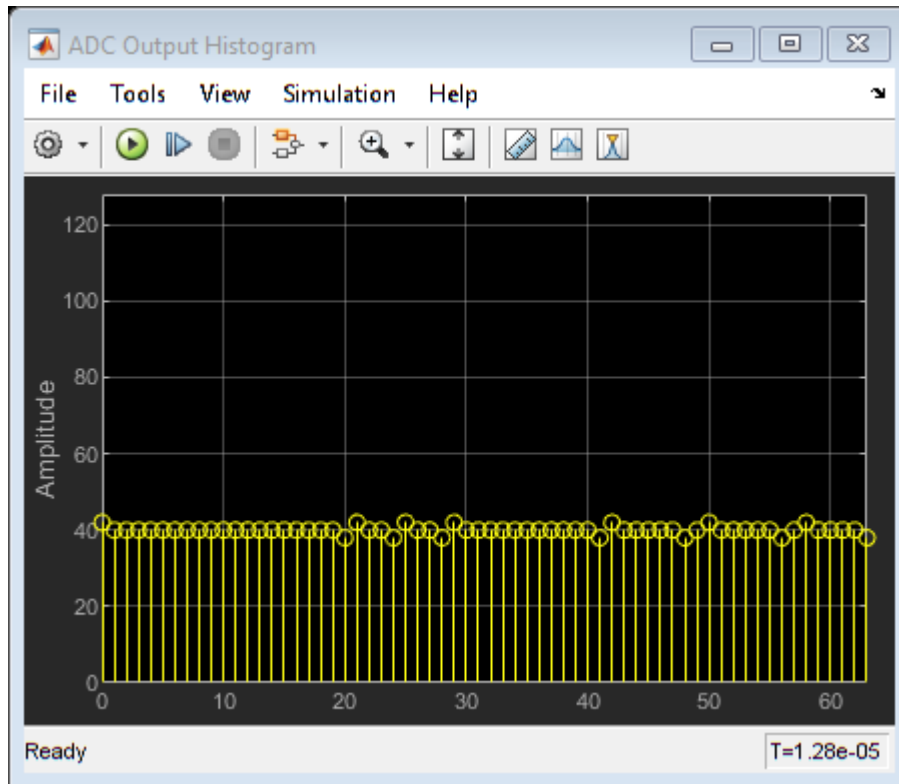 ADC Output Histogram
File Tools View Simulation Help
120
100
80
60
40
20
0
Amplitude
0 10 20 30 40 50 60
Ready T=1.28e-05